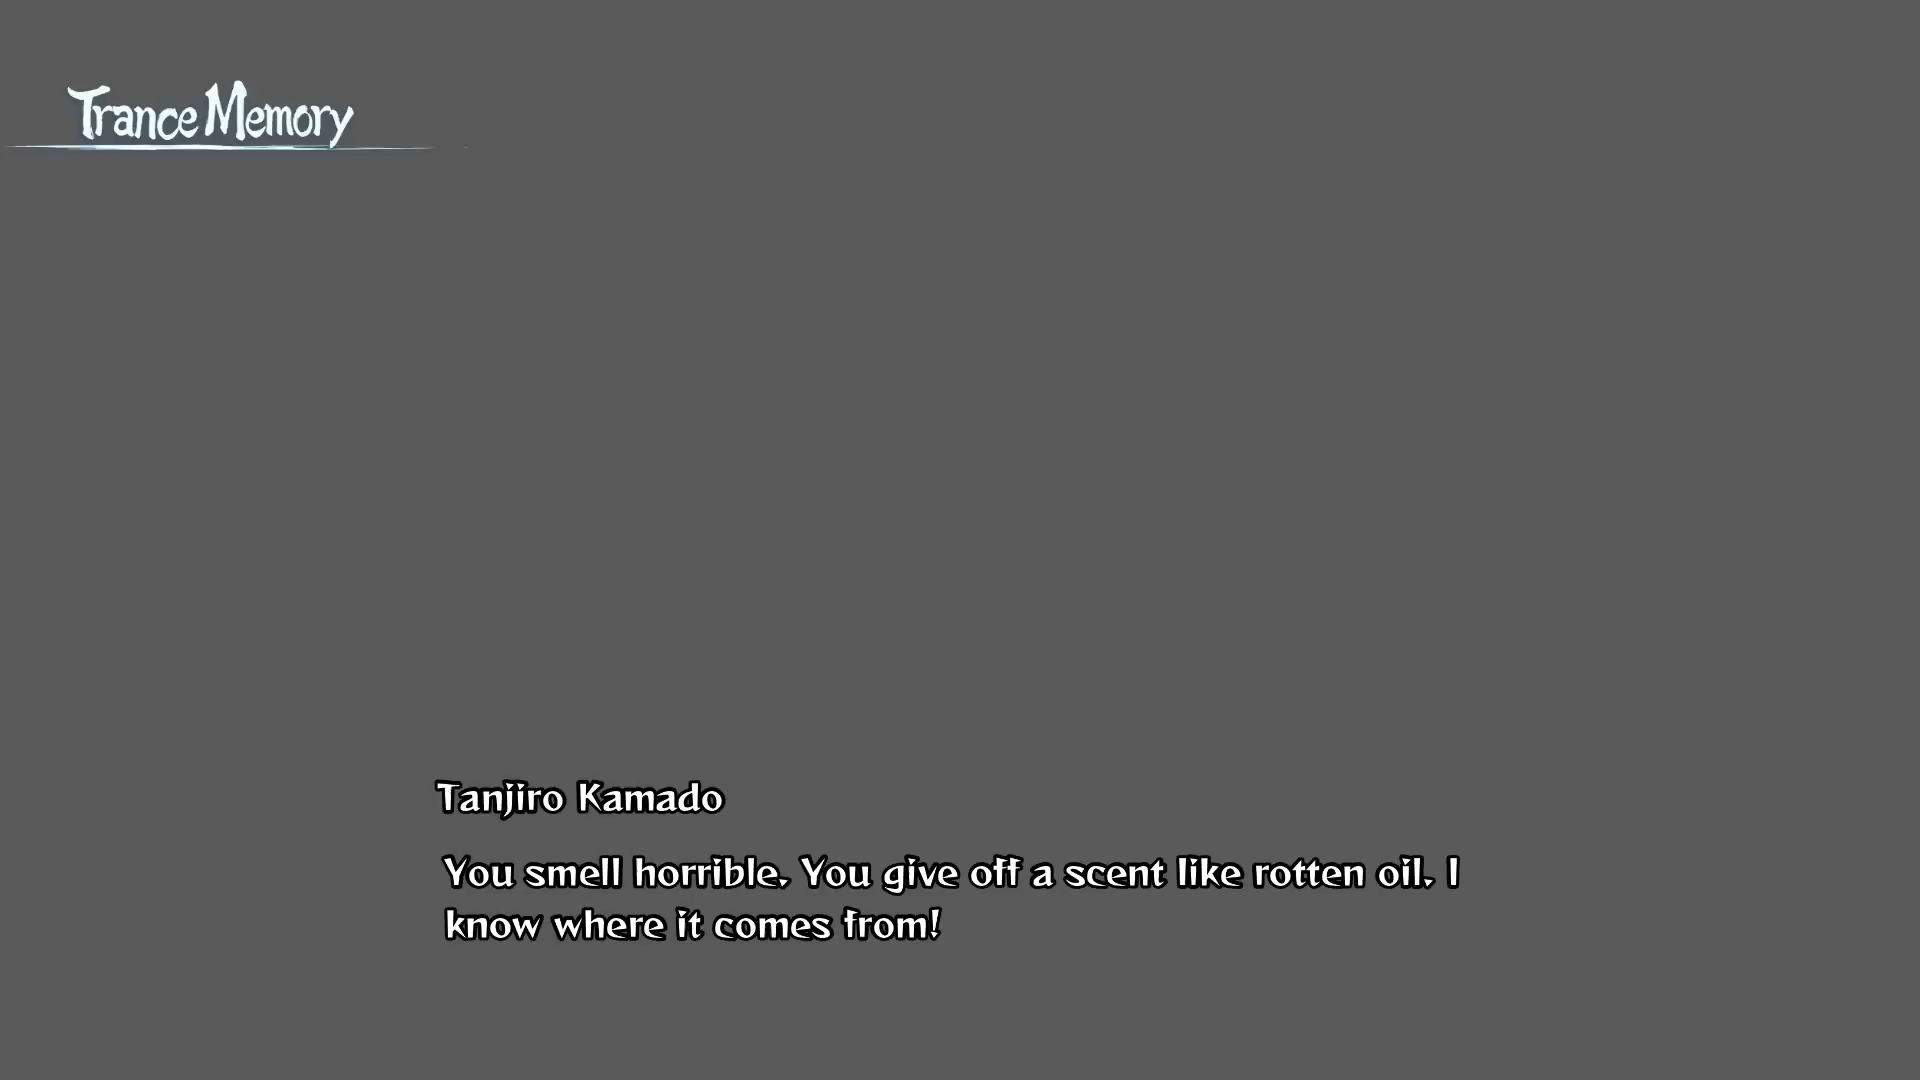 Trance Memory
Tanjiro Kamado
You smell horrible. You give off a scent like rotten oil. I
know where it comes from!